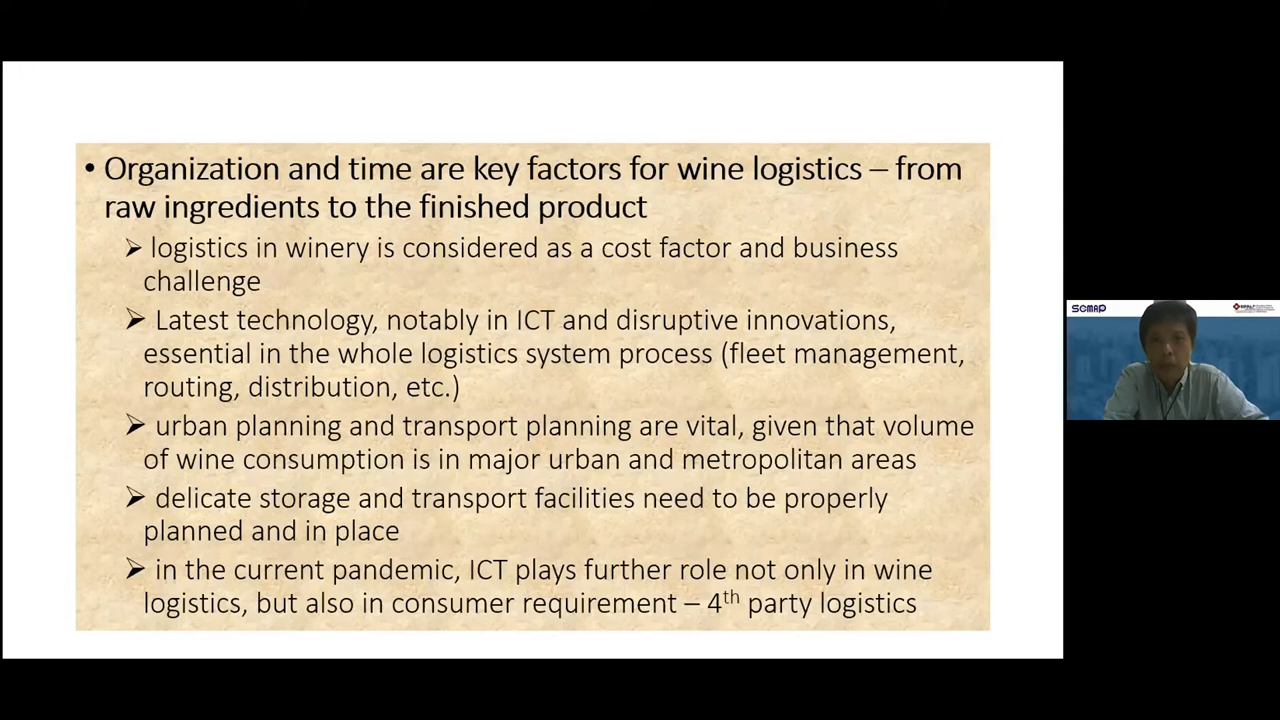 • Organization and time are key factors for wine logistics – from
raw ingredients to the finished product
➢ logistics in winery is considered as a cost factor and business
challenge
➢ Latest technology, notably in ICT and disruptive innovations,
essential in the whole logistics system process (fleet management,
routing, distribution, etc.)
➢ urban planning and transport planning are vital, given that volume
of wine consumption is in major urban and metropolitan areas
➢ delicate storage and transport facilities need to be properly
planned and in place
➢ in the current pandemic, ICT plays further role not only in wine
logistics, but also in consumer requirement – 4th party logistics
SCMAP